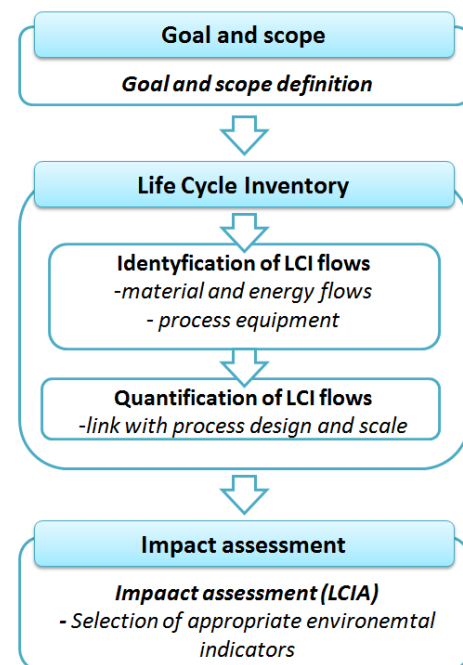 Goal and scope
Goal and scope definition
Life Cycle Inventory
Identyfication of LCI flows
-material and energy flows
- process equipment
Quantification of LCI flows
-link with process design and scale
Impact assessment
Impaact assessment (LCIA)
- Selection of appropriate environemtal
indicators